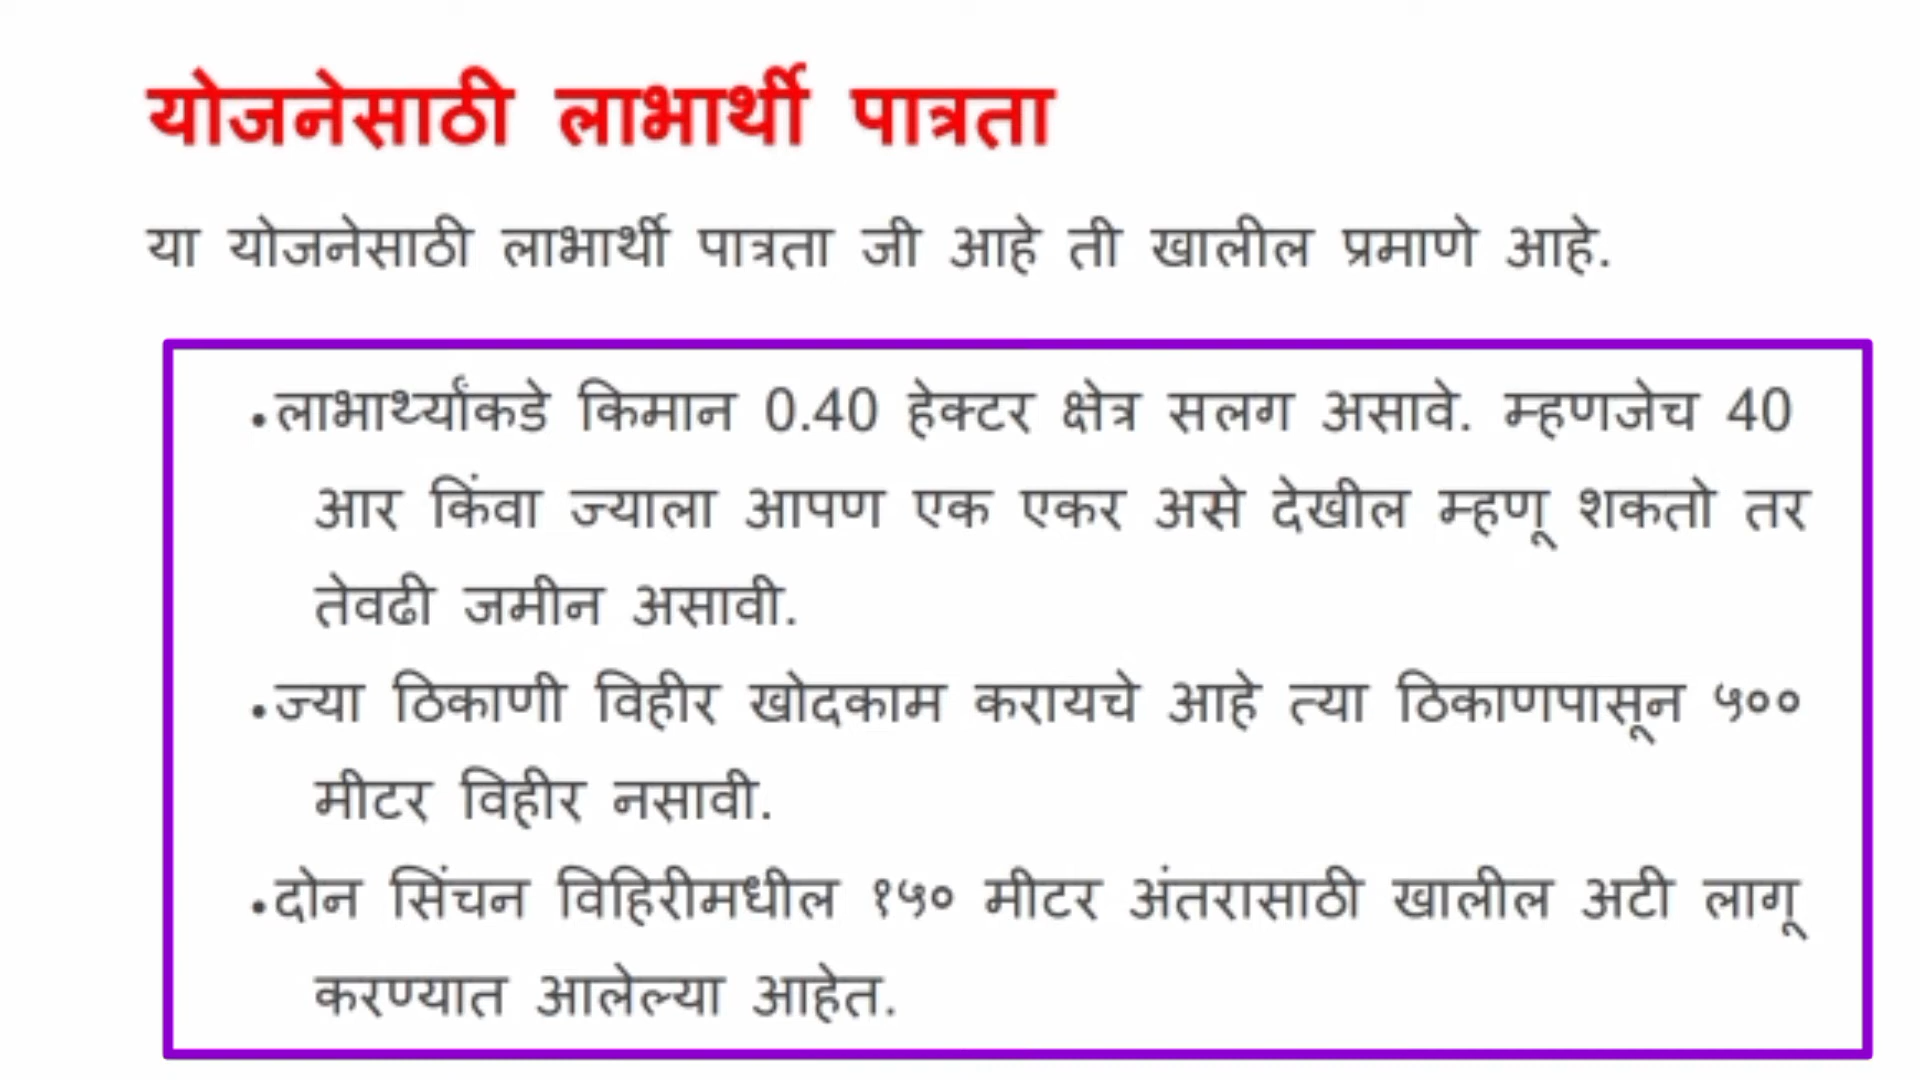 योजनेसाठी लाभार्थी पात्रता
या योजनेसाठी लाभार्थी पात्रता जी आहे ती खालील प्रमाणे आहे.
•लाभार्थ्यांकडे किमान 0.40 हेक्टर क्षेत्र सलग असावे. म्हणजेच 40
आर किंवा ज्याला आपण एक एकर असे देखील म्हणू शकतो तर
तेवढी जमीन असावी.
•ज्या ठिकाणी विहीर खोदकाम करायचे आहे त्या ठिकाणपासून ५००
मीटर विहीर नसावी.
•दोन सिंचन विहिरीमधील १५० मीटर अंतरासाठी खालील अटी लागू
करण्यात आलेल्या आहेत.